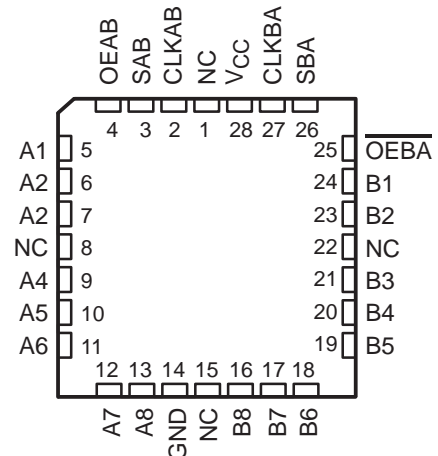 OEAB SAB CLKAB NC VCC CLKBA SBA
4 3 2 1 28 27 26
A1 5 25 OEBA
A2 6 24 B1
A2 7 23 B2
NC 8 22 NC
A4 9 21 B3
A5 10 20 B4
A6 11 19 B5
12 13 14 15 16 17 18
A7 A8 GND NC B8 B7 B6